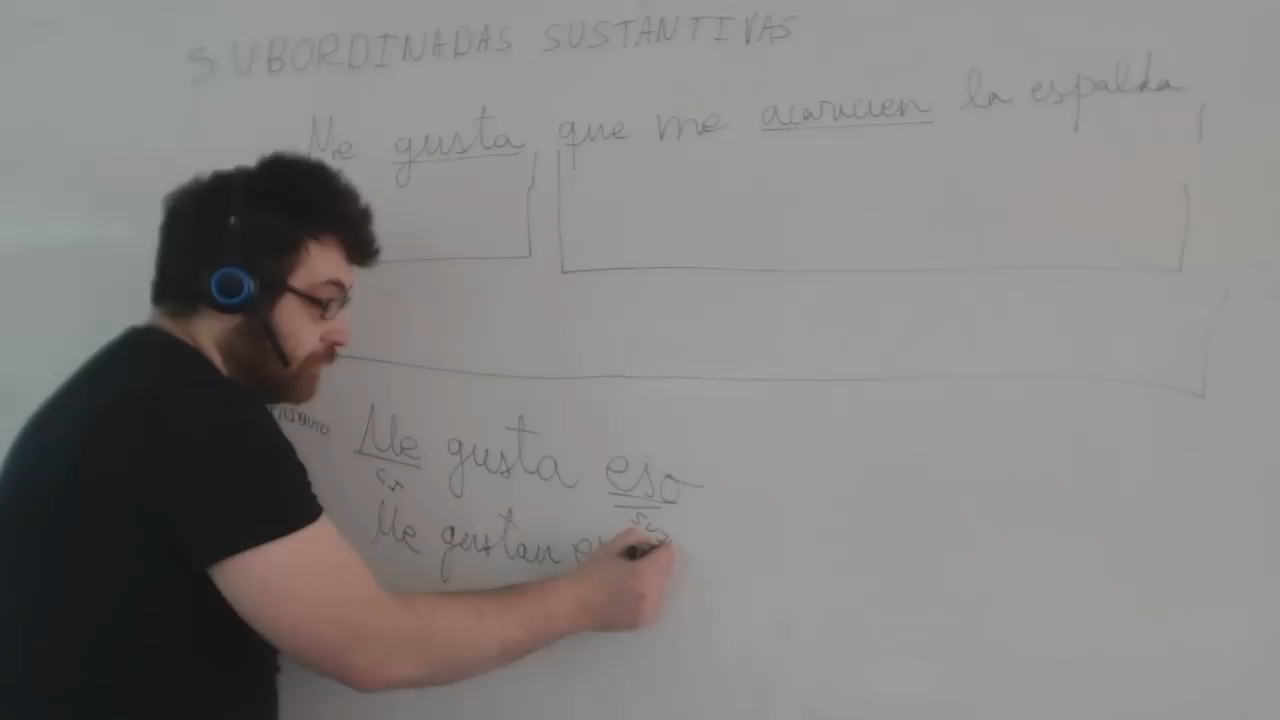 SUBORDINADAS SUSTANTIVAS
Me gusta que me acaricien la espalda
Me gusta eso
Me gustan